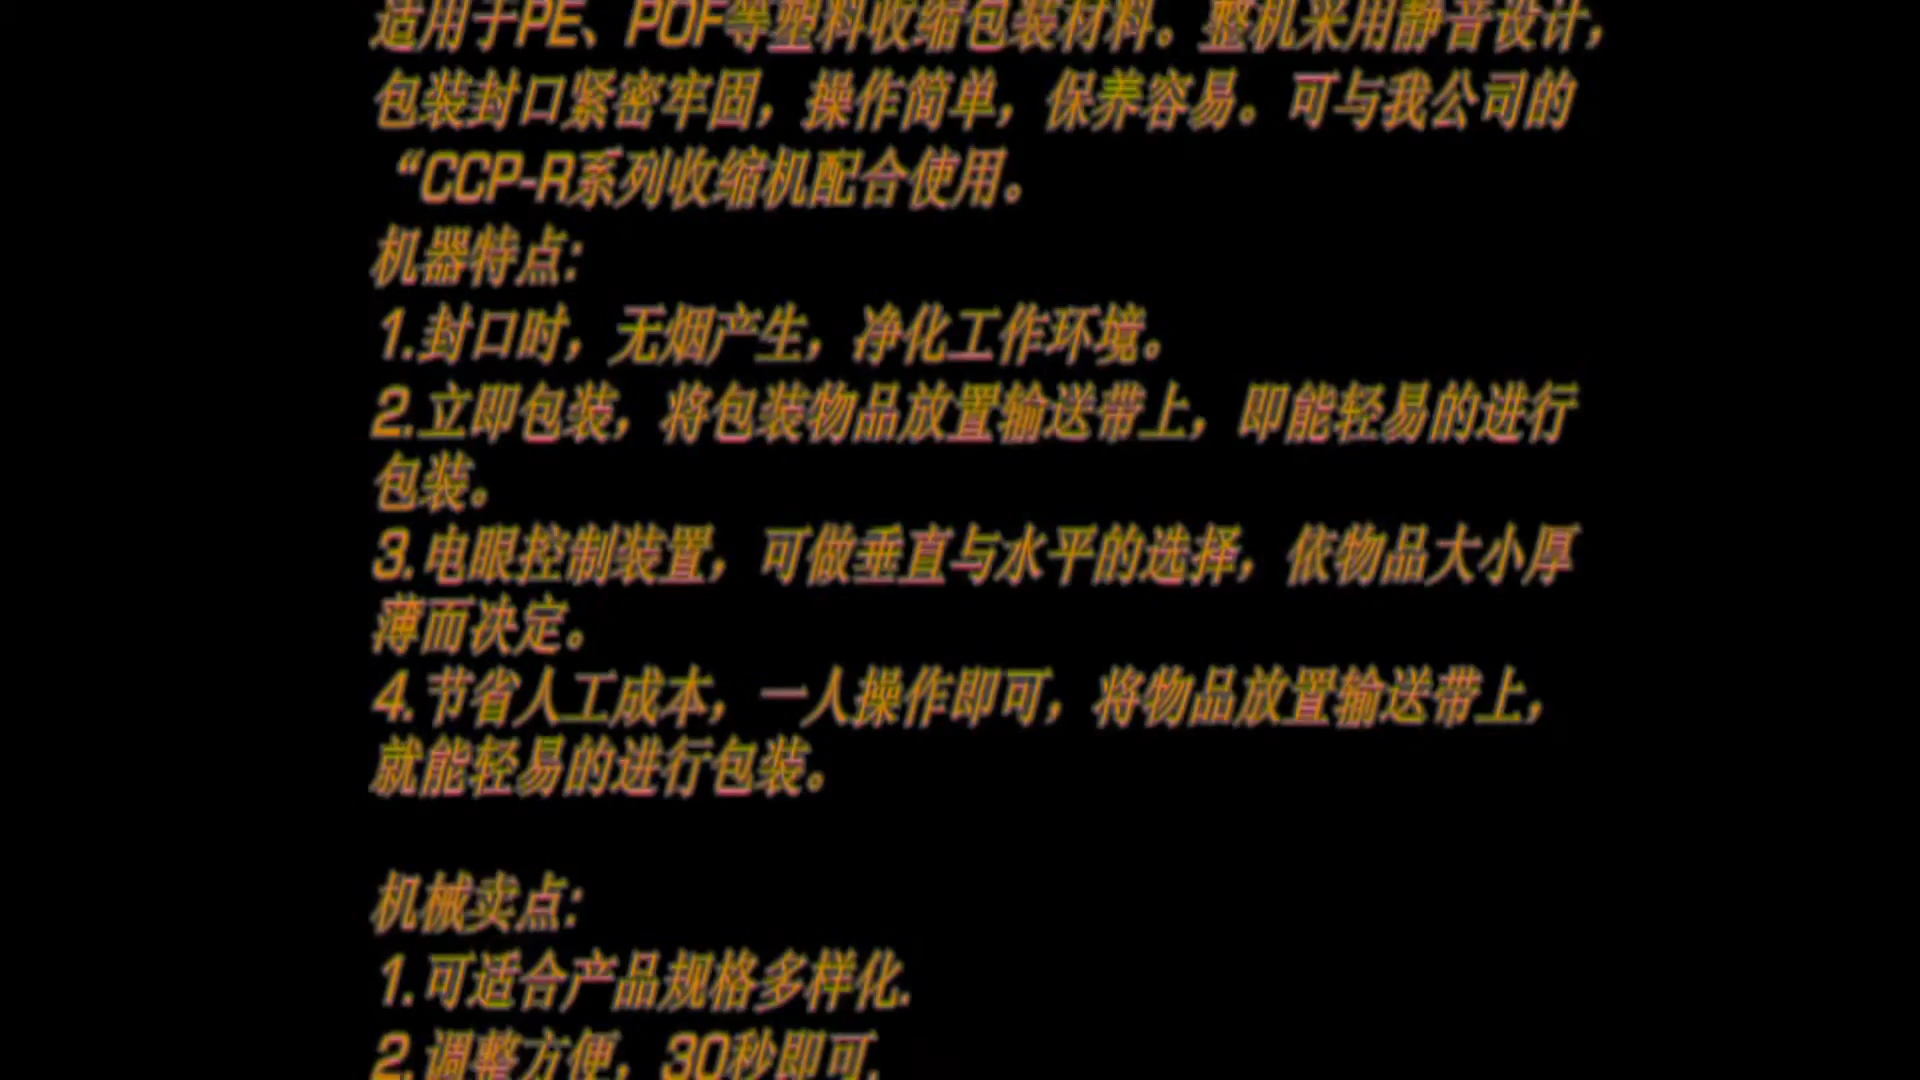 适用于PE、POF等塑料收缩包装材料。整机采用静音设计，
包装封口紧密牢固，操作简单，保养容易。可与我公司的
“CCP-R系列收缩机配合使用。
机器特点:
1.封口时，无烟产生，净化工作环境。
2.立即包装，将包装物品放置输送带上，即能轻易的进行
包装。
3.电眼控制装置，可做垂直与水平的选择，依物品大小厚
薄而决定。
4.节省人工成本，一人操作即可，将物品放置输送带上，
就能轻易的进行包装。
机械卖点:
1.可适合产品规格多样化.
2.调整方便，30秒即可.